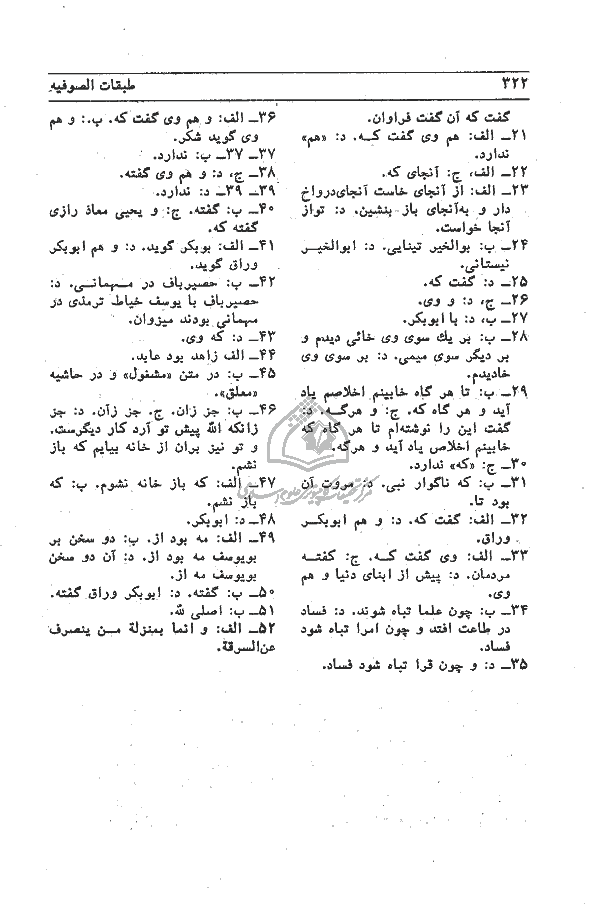 ۳۲۲
طبقات الصوفیه
گفت که آن گفت فراوان.
۲۱ــ الف: هم وی گفت کـه. د: «هم»
ندارد.
۲۲ــ الف، ج: آنجای که.
۲۳ــ الف: از آنجای خاست آنجای‌درواخ
دار و به‌آنجای باز بنشین. د: تواز
آنجا خواست.
۲۴ــ ب: بوالخیر تینایی. د: ابوالخیـر
نیستانی.
۲۵ــ د: گفت که.
۲۶ــ ج، د: و وی.
۲۷ــ ب، د: با ابوبکر.
۲۸ــ ب: بر یك سوی وی خائی دیدم و
بر دیگر سوی میمی. د: بر سوی وی
خادیدم.
۲۹ــ ب: تا هر گاه خابینم اخلاصم یاد
آید و هر گاه که. ج: و هرگـه. د:
گفت این را نوشته‌ام تا هر گاه که
خابینم اخلاص یاد آید و هرگه.
۳۰ــ ج: «که» ندارد.
۳۱ــ ب: که ناگوار نبی. د: مروت آن
بود تا.
۳۲ــ الف: گفت که. د: و هم ابوبکـر
وراق.
۳۳ــ الف: وی گفت کـه. ج: گفتـه
مردمان. د: پیش از ابنای دنیا و هم
وی.
۳۴ــ ب: چون علما تباه شوند. د: فساد
در طاعت افتد و چون امرا تباه شود
فساد.
۳۵ــ د: و چون قرا تباه شود فساد.
۳۶ــ الف: و هم وی گفت که. ب.: و هم
وی گوید شکر.
۳۷ــ ۳۷ــ ب: ندارد.
۳۸ــ ج، د: و هم وی گفته.
۳۹ــ ۳۹ــ د: ندارد.
۴۰ــ ب: گفته. ج: و یحیی معاذ رازی
گفته که.
۴۱ــ الف: بوبکر گوید. د: و هم ابوبکر
وراق گوید.
۴۲ــ ب: حصیرباف در مـهمانـی. د:
حصیرباف با یوسف خیاط ترمذی در
مهمانی بودند میزوان.
۴۳ــ د: که وی.
۴۴ــ الف زاهد بود عابد.
۴۵ــ ب: در متن «مشغول» و در حاشیه
«معلق».
۴۶ــ ب: جز زان. ج. جز زآن. د: جز
زانکه الله پیش تو آرد کار دیگرست.
و تو نیز بران از خانه بیایم که باز
نشم.
۴۷ــ الف: که باز خانه نشوم. پ: که
باز نشم.
۴۸ــ د: ابوبکر.
۴۹ــ الف: مه بود از. ب: دو سخن بر
بویوسف مه بود از. د: آن دو سخن
بویوسف مه از.
۵۰ــ ب: گفته. د: ابوبکر وراق گفته.
۵۱ــ ب: اصلی لله.
۵۲ــ الف: و انما بمنزلة مـن ینصرف
عن‌السرقة.